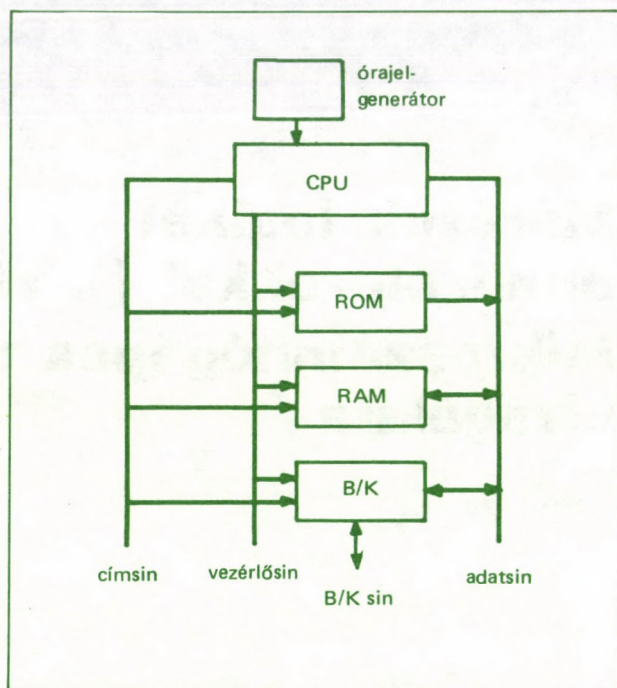 órajel-
generátor
CPU
ROM
RAM
B/K
címsin
vezérlősin
adatsin
B/K sin